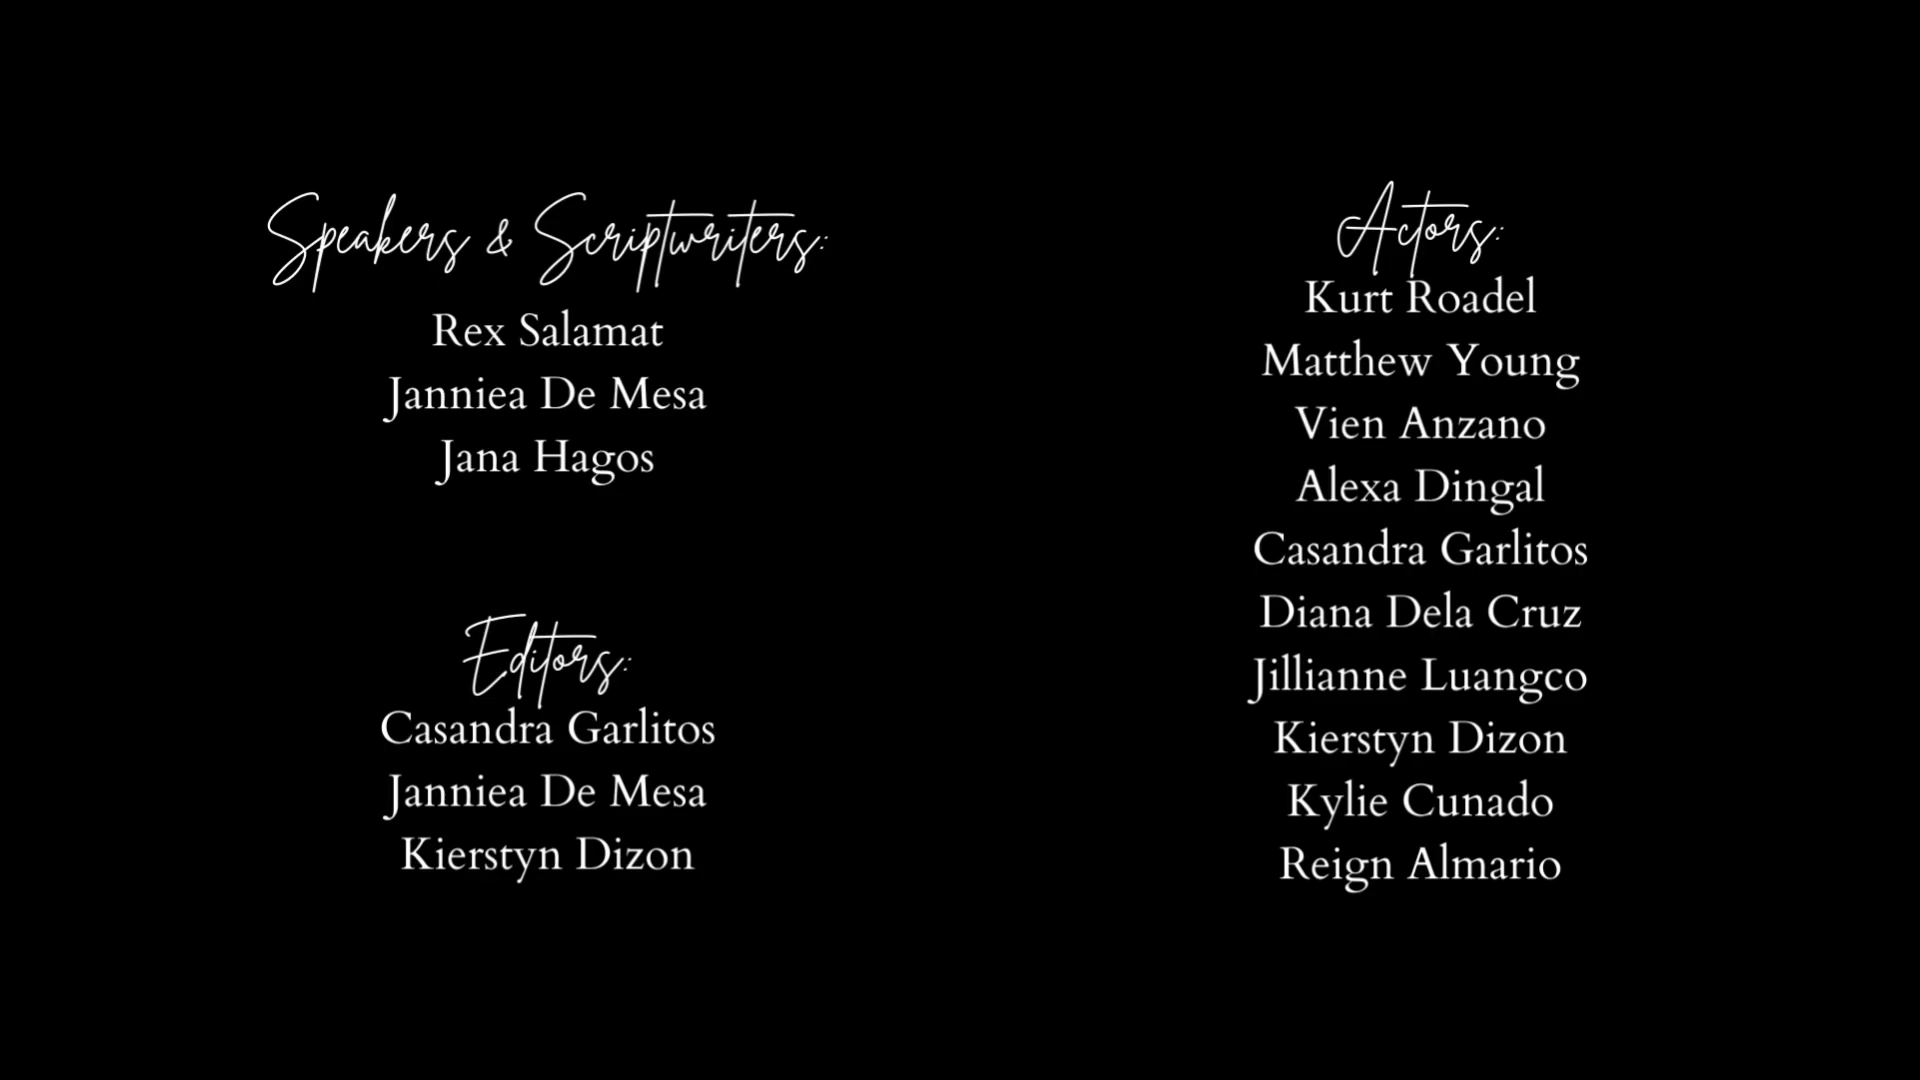 Speakers & Scriptwriters:
Rex Salamat
Janniea De Mesa
Jana Hagos
Editors:
Casandra Garlitos
Janniea De Mesa
Kierstyn Dizon
Actors:
Kurt Roadel
Matthew Young
Vien Anzano
Alexa Dingal
Casandra Garlitos
Diana Dela Cruz
Jillianne Luangco
Kierstyn Dizon
Kylie Cunado
Reign Almario